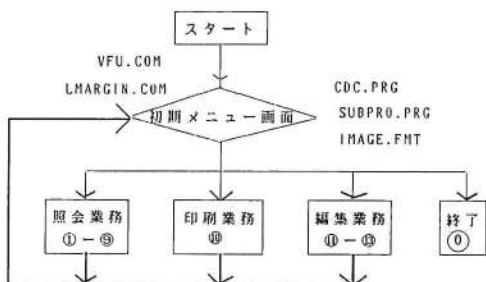 スタート
VFU.COM
LMARGIN.COM
初期メニュー画面
CDC.PRG
SUBPRO.PRG
IMAGE.FMT
照会業務
①－⑨
印刷業務
⑩
編集業務
⑪－⑬
終了
⓪